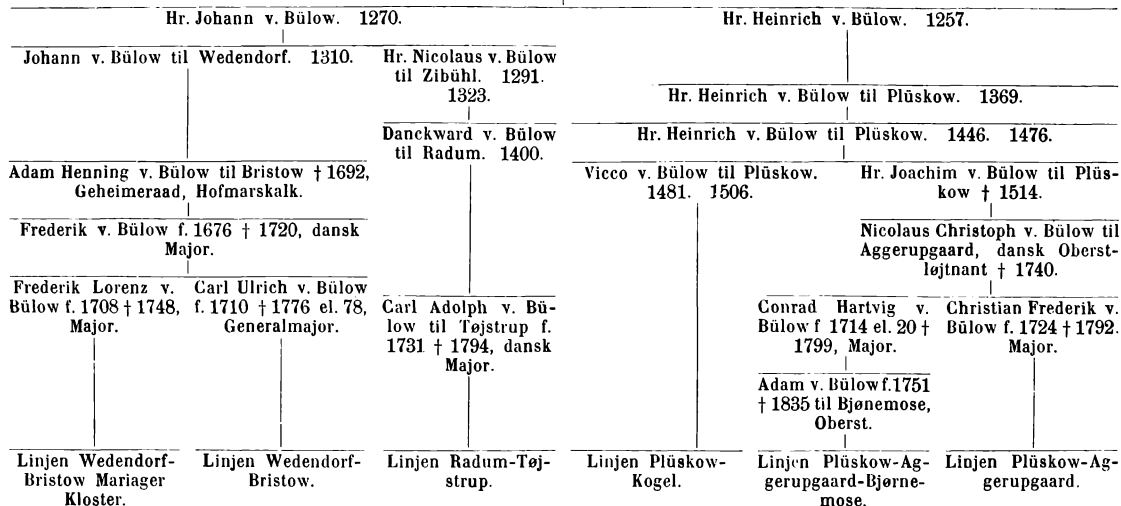 Hr. Johann v. Bülow. 1270.
Hr. Heinrich v. Bülow. 1257.
Johann v. Bülow til Wedendorf. 1310.
Hr. Nicolaus v. Bülow
til Zibühl. 1291.
1323.
Hr. Heinrich v. Bülow til Plüskow. 1369.
Danckward v. Bülow
til Radum. 1400.
Hr. Heinrich v. Bülow til Plüskow. 1446. 1476.
Adam Henning v. Bülow til Bristow † 1692,
Geheimeraad, Hofmarskalk.
Vicco v. Bülow til Plüskow.
1481. 1506.
Hr. Joachim v. Bülow til Plüs-
kow † 1514.
Frederik v. Bülow f. 1676 † 1720, dansk
Major.
Nicolaus Christoph v. Bülow til
Aggerupgaard, dansk Oberst-
løjtnant † 1740.
Frederik Lorenz v.
Bülow f. 1708 † 1748,
Major.
Carl Ulrich v. Bülow
f. 1710 † 1776 el. 78,
Generalmajor.
Carl Adolph v. Bü-
low til Tøjstrup f.
1731 † 1794, dansk
Major.
Conrad Hartvig v.
Bülow f 1714 el. 20 †
1799, Major.
Christian Frederik v.
Bülow f. 1724 † 1792.
Major.
Adam v. Bülow f. 1751
† 1835 til Bjønemose,
Oberst.
Linjen Wedendorf-
Bristow Mariager
Kloster.
Linjen Wedendorf-
Bristow.
Linjen Radum-Tøj-
strup.
Linjen Plüskow-
Kogel.
Linjen Plüskow-Ag-
gerupgaard-Bjørne-
mose.
Linjen Plüskow-Ag-
gerupgaard.